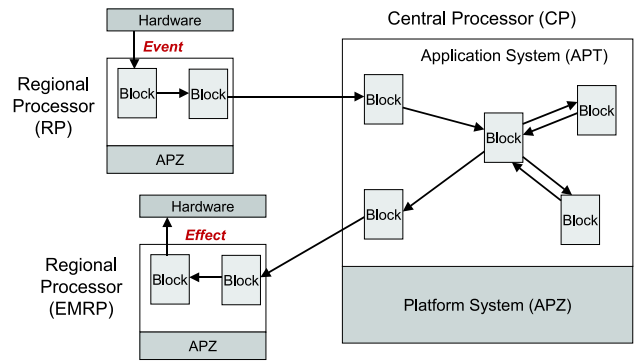 Hardware
Event
Regional
Processor
(RP)
Block
Block
APZ
Hardware
Effect
Regional
Processor
(EMRP)
Block
Block
APZ
Central Processor (CP)
Application System (APT)
Block
Block
Block
Block
Block
Platform System (APZ)